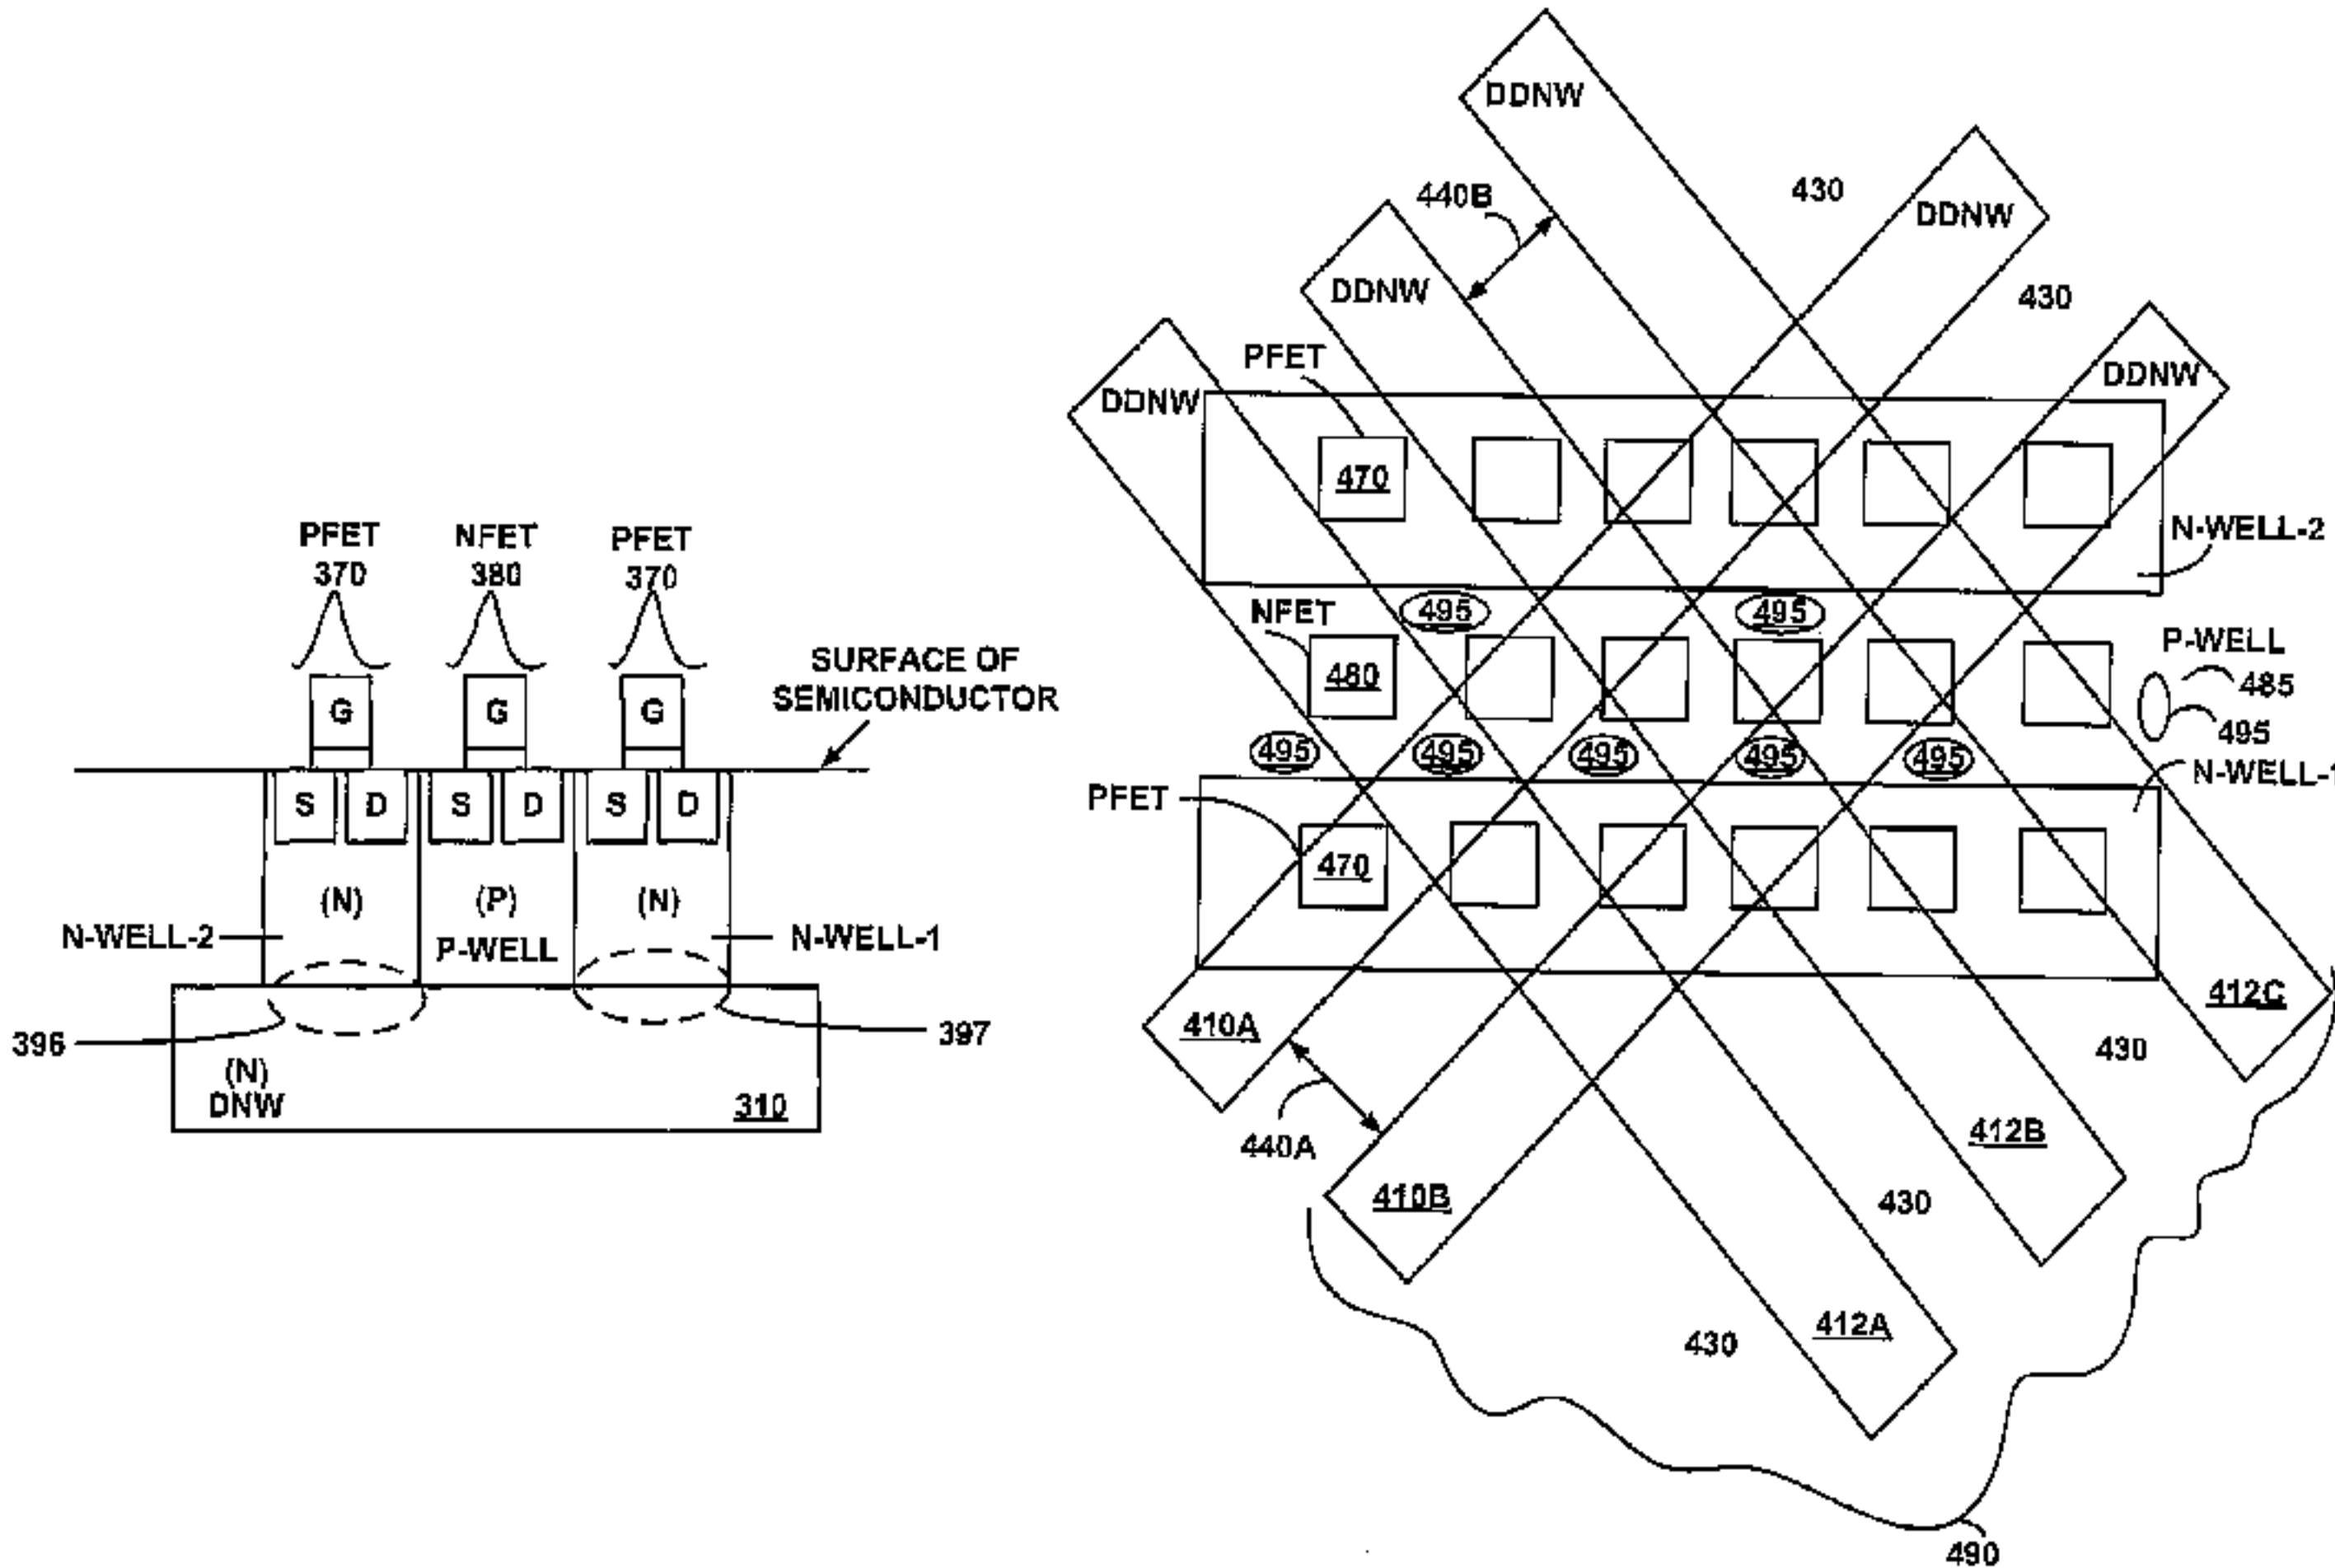 PFET
370
NFET
380
PFET
370
SURFACE OF
SEMICONDUCTOR
G
G
G
S
D
S
D
S
D
(N)
(P)
(N)
N-WELL-2
P-WELL
N-WELL-1
396
397
(N)
DNW
310
DDNW
440B
430
DDNW
DDNW
430
PFET
DDNW
DDNW
470
N-WELL-2
NFET
495
495
P-WELL
480
485
495
495
495
495
495
495
N-WELL-1
PFET
470
410A
412C
430
440A
412B
410B
430
412A
430
490